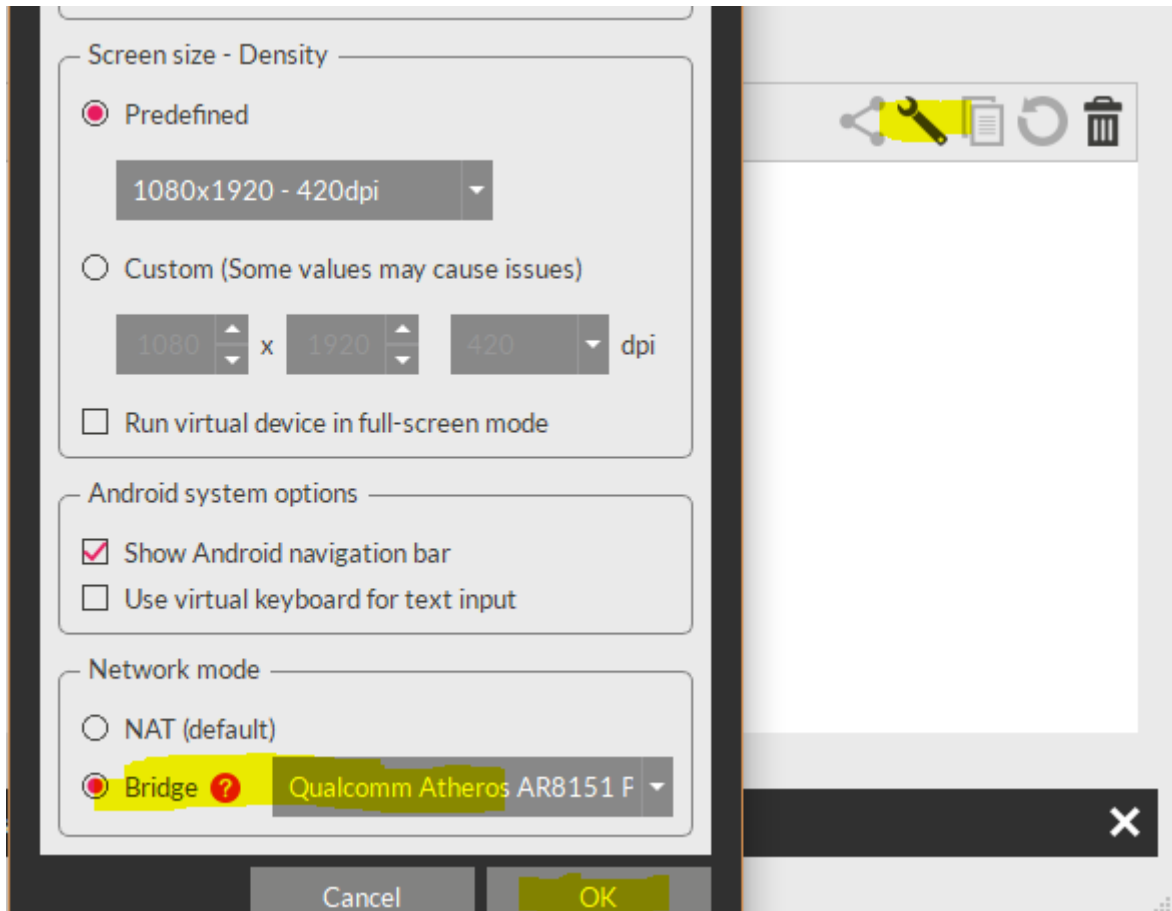 Screen size - Density
Predefined
1080x1920 - 420dpi
Custom (Some values may cause issues)
1080 x 1920 420 dpi
Run virtual device in full-screen mode
Android system options
Show Android navigation bar
Use virtual keyboard for text input
Network mode
NAT (default)
Bridge ? Qualcomm Atheros AR8151 P
Cancel OK